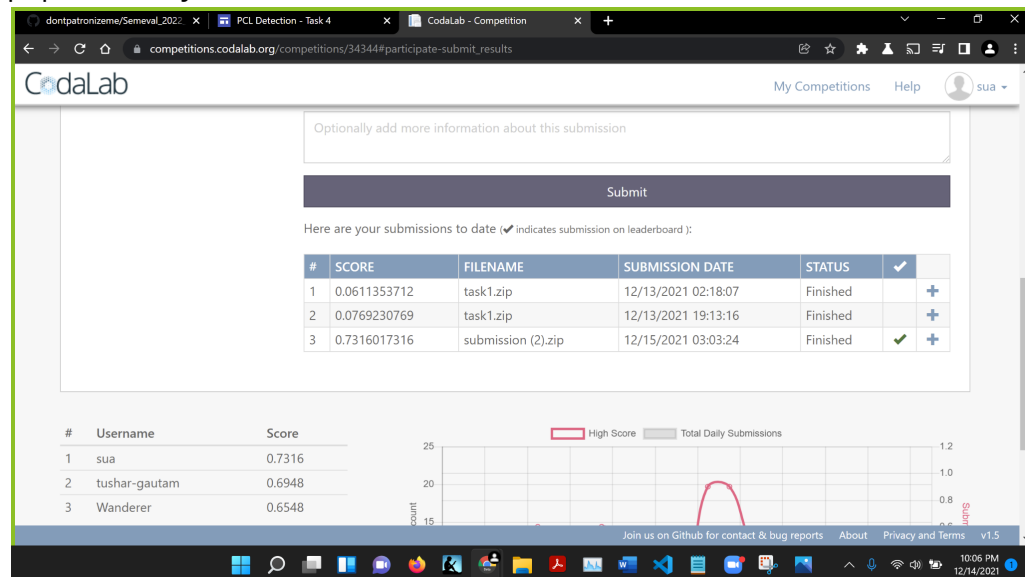 dontpatronizeme/Semeval_2022_
PCL Detection - Task 4
CodaLab - Competition
competitions.codalab.org/competitions/34344#participate-submit_results
CodaLab
My Competitions
Help
sua
Optionally add more information about this submission
Submit
Here are your submissions to date (✔ indicates submission on leaderboard ):
# SCORE FILENAME SUBMISSION DATE STATUS ✔
1 0.0611353712 task1.zip 12/13/2021 02:18:07 Finished +
2 0.0769230769 task1.zip 12/13/2021 19:13:16 Finished +
3 0.7316017316 submission (2).zip 12/15/2021 03:03:24 Finished ✔ +
# Username Score
1 sua 0.7316
2 tushar-gautam 0.6948
3 Wanderer 0.6548
High Score Total Daily Submissions
25
20
15
1.2
1.0
0.8
Join us on Github for contact & bug reports About Privacy and Terms v1.5
10:06 PM
12/14/2021
1